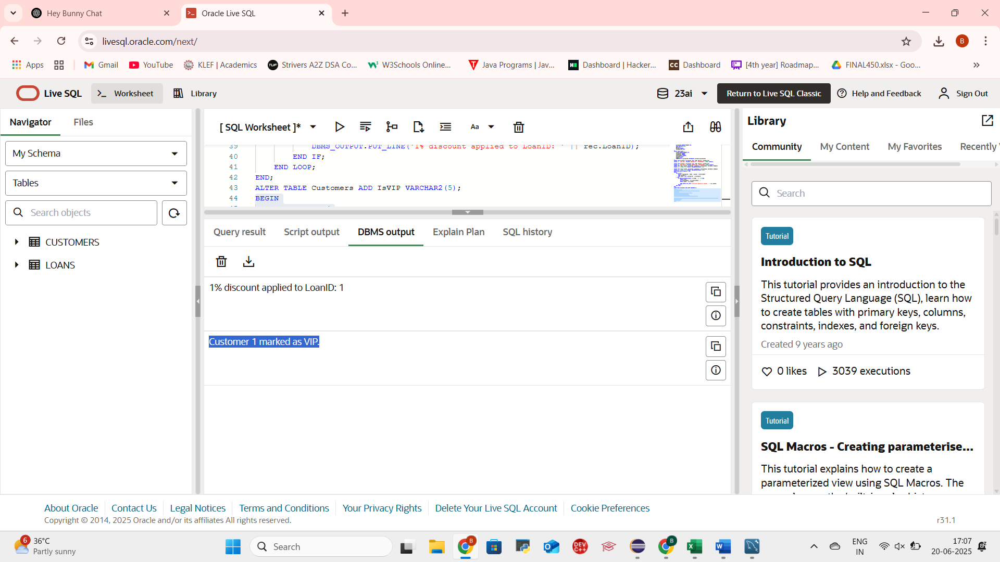 Hey Bunny Chat
Oracle Live SQL
livesql.oracle.com/next/
B
Apps
Gmail
YouTube
KLEF | Academics
TUF
Strivers A2Z DSA Co...
W3Schools Online...
Java Programs | Jav...
Dashboard | Hacker...
CC
Dashboard
[4th year] Roadmap...
FINAL450.xlsx - Goo...
»
Live SQL
Worksheet
Library
23ai
Return to Live SQL Classic
Help and Feedback
Sign Out
Navigator
Files
My Schema
Tables
Search objects
CUSTOMERS
LOANS
[ SQL Worksheet ]*
Aa
39 DBMS_OUTPUT.PUT_LINE('1% discount applied to LoanID: ' || rec.LoanID);
40 END IF;
41 END LOOP;
42 END;
43 ALTER TABLE Customers ADD IsVIP VARCHAR2(5);
44 BEGIN
Query result
Script output
DBMS output
Explain Plan
SQL history
1% discount applied to LoanID: 1
Customer 1 marked as VIP.
Library
Community
My Content
My Favorites
Recently
Search
Tutorial
Introduction to SQL
This tutorial provides an introduction to the
Structured Query Language (SQL), learn how
to create tables with primary keys, columns,
constraints, indexes, and foreign keys.
Created 9 years ago
0 likes
3039 executions
Tutorial
SQL Macros - Creating parameterise...
This tutorial explains how to create a
parameterized view using SQL Macros. The
About Oracle
Contact Us
Legal Notices
Terms and Conditions
Your Privacy Rights
Delete Your Live SQL Account
Cookie Preferences
Copyright © 2014, 2025 Oracle and/or its affiliates All rights reserved.
r31.1
6
36°C
Partly sunny
Search
B
DEV
C++
B
ENG
IN
17:07
20-06-2025